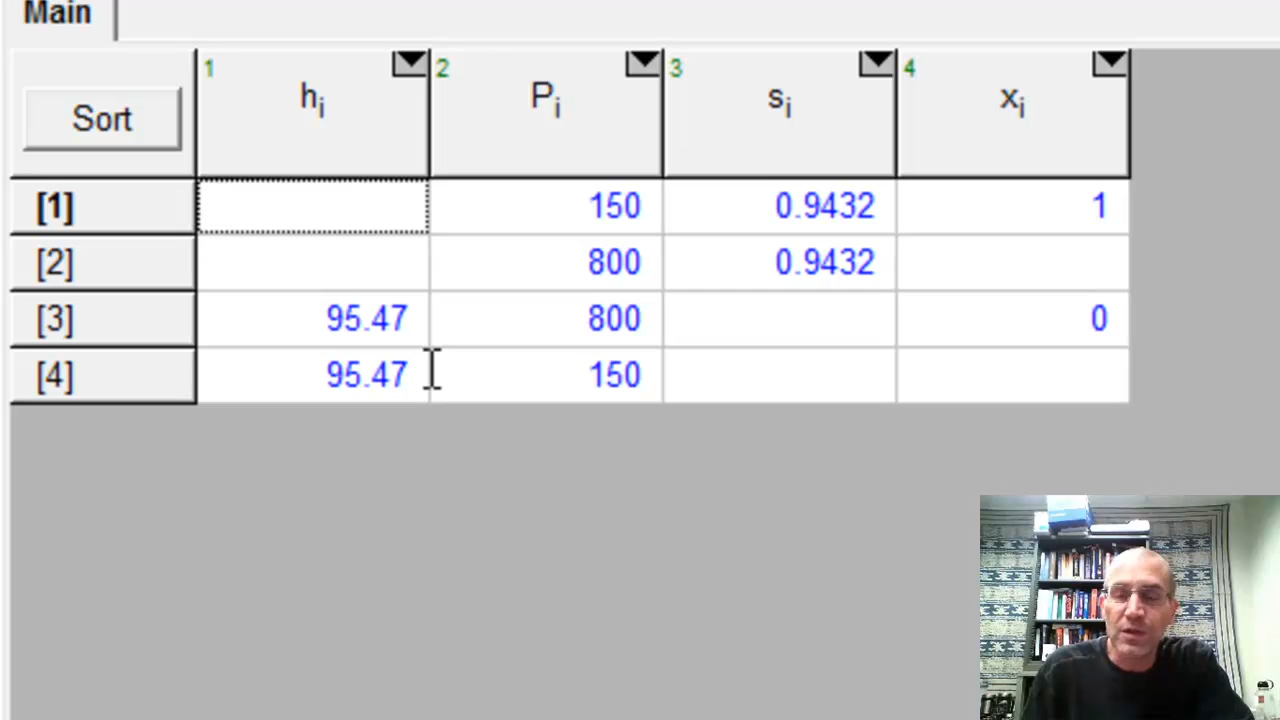 Main
Sort
1 hi 2 Pi 3 si 4 xi
[1] 150 0.9432 1
[2] 800 0.9432
[3] 95.47 800 0
[4] 95.47 150